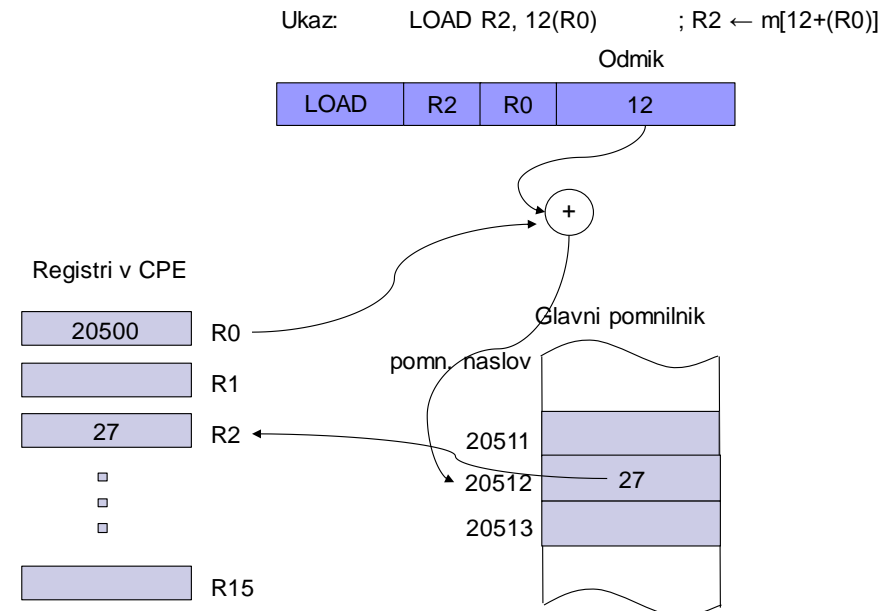 Ukaz: LOAD R2, 12(R0) ; R2 ← m[12+(R0)]
Odmik
LOAD R2 R0 12
+
Registri v CPE
20500 R0
Glavni pomnilnik
pomn. naslov
R1
27 R2
20511
20512 27
20513
R15